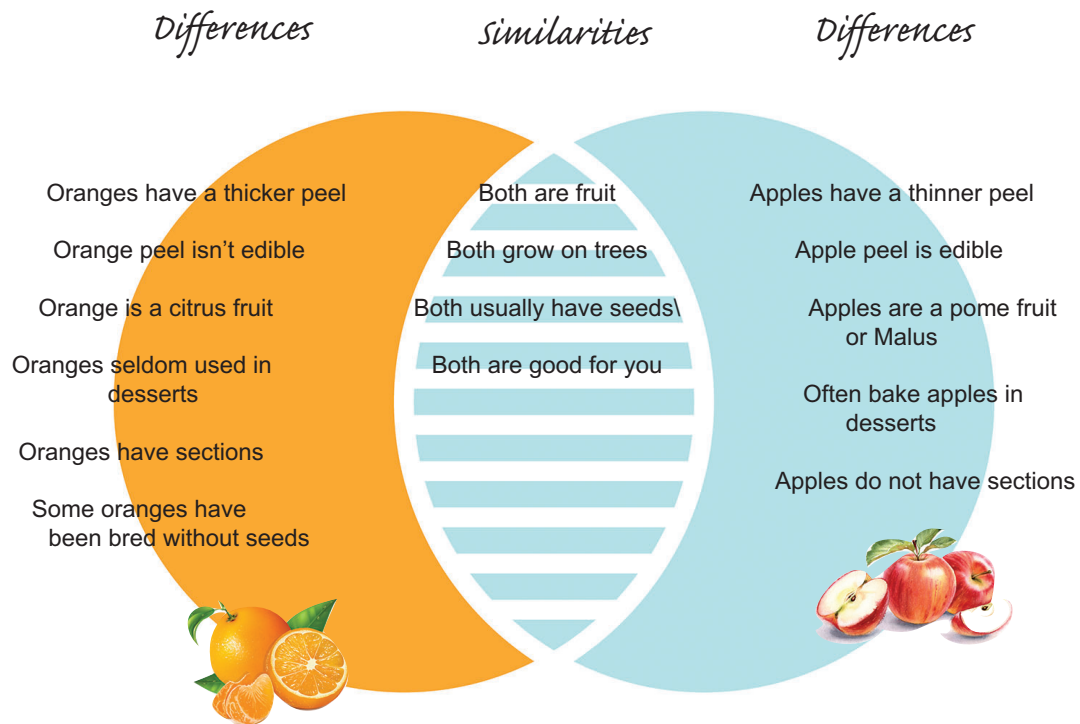 Differences
Similarities
Differences
Oranges have a thicker peel
Orange peel isn't edible
Orange is a citrus fruit
Oranges seldom used in
desserts
Oranges have sections
Some oranges have
been bred without seeds
Both are fruit
Both grow on trees
Both usually have seeds\
Both are good for you
Apples have a thinner peel
Apple peel is edible
Apples are a pome fruit
or Malus
Often bake apples in
desserts
Apples do not have sections